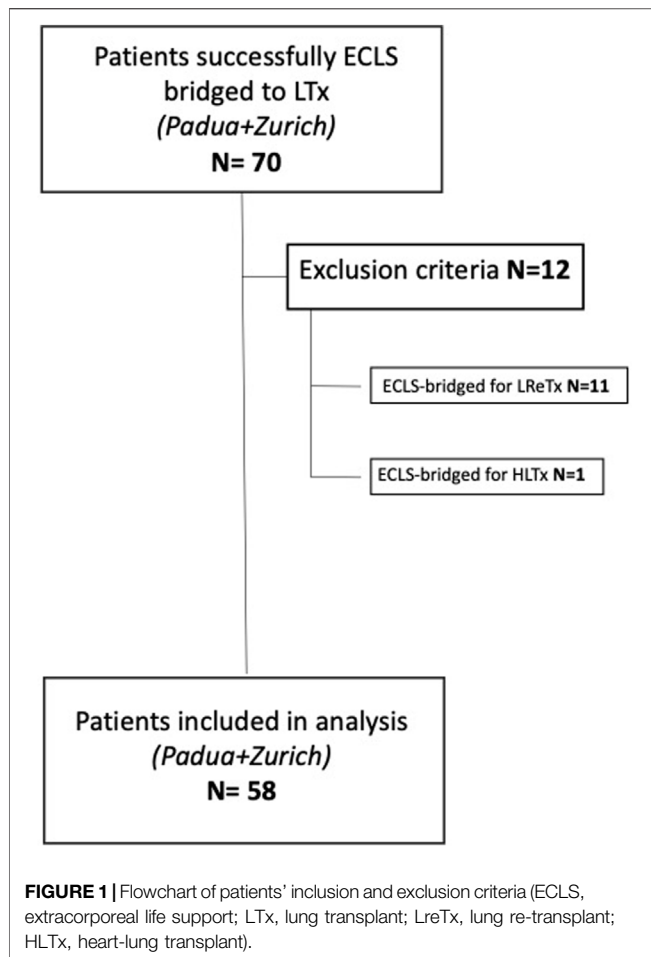 Patients successfully ECLS
bridged to LTx
(Padua+Zurich)
N= 70
Exclusion criteria N=12
ECLS-bridged for LReTx N=11
ECLS-bridged for HLTx N=1
Patients included in analysis
(Padua+Zurich)
N= 58
FIGURE 1 | Flowchart of patients' inclusion and exclusion criteria (ECLS,
extracorporeal life support; LTx, lung transplant; LreTx, lung re-transplant;
HLTx, heart-lung transplant).